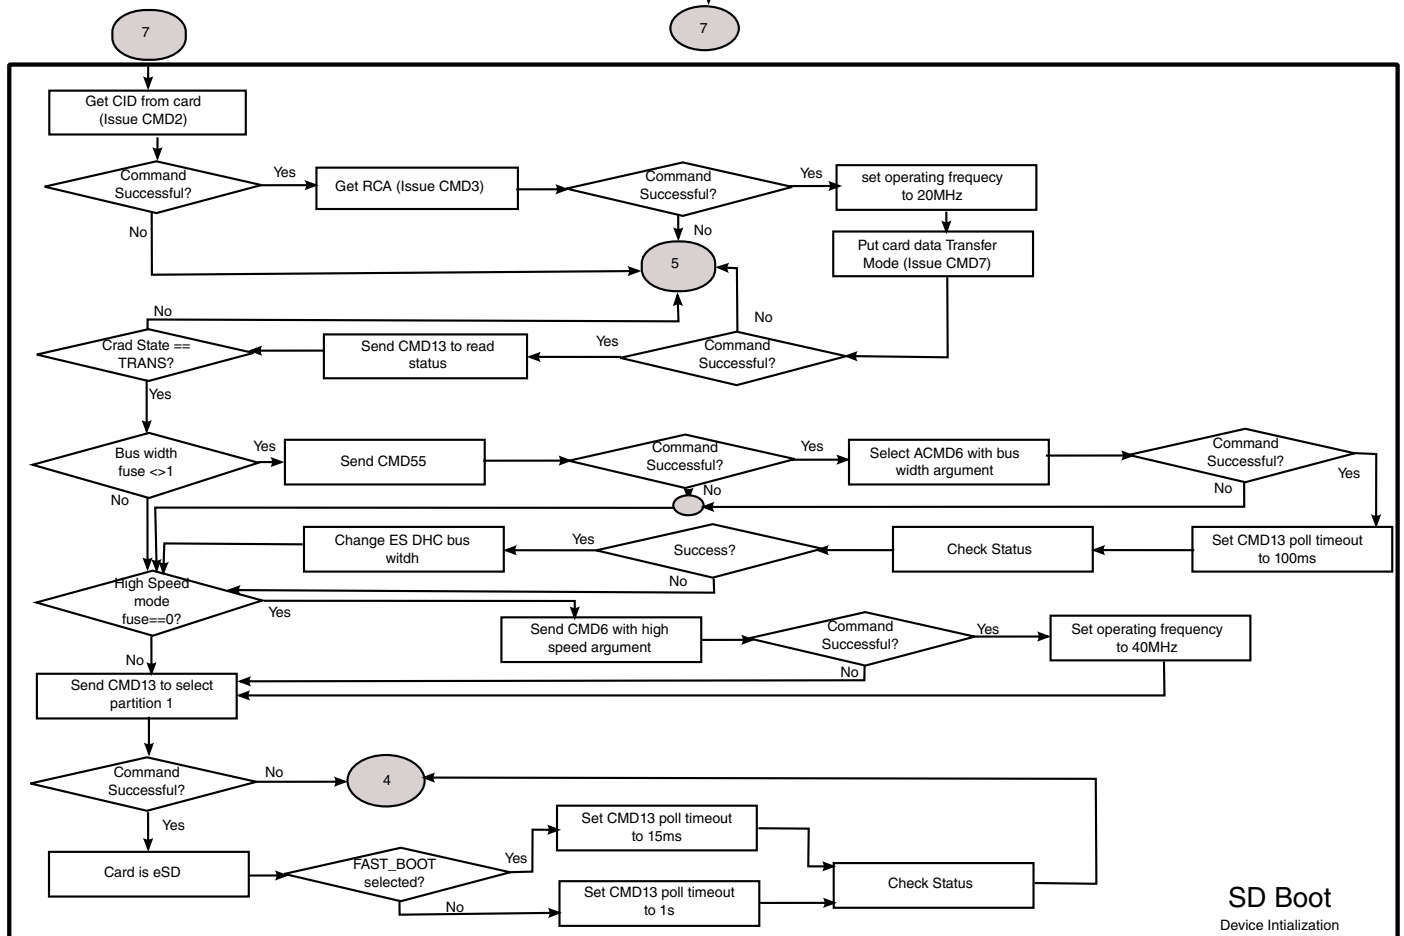 7
7
Get CID from card
(Issue CMD2)
Command
Successful?
Yes
No
Get RCA (Issue CMD3)
Command
Successful?
Yes
No
set operating frequecy
to 20MHz
Put card data Transfer
Mode (Issue CMD7)
5
No
Crad State ==
TRANS?
Yes
Send CMD13 to read
status
Yes
Command
Successful?
No
Bus width
fuse <>1
Yes
No
Send CMD55
Command
Successful?
Yes
No
Select ACMD6 with bus
width argument
Command
Successful?
Yes
No
Change ES DHC bus
witdh
Yes
Success?
No
Check Status
Set CMD13 poll timeout
to 100ms
High Speed
mode
fuse==0?
Yes
No
Send CMD6 with high
speed argument
Command
Successful?
Yes
No
Set operating frequency
to 40MHz
Send CMD13 to select
partition 1
Command
Successful?
No
Yes
4
Card is eSD
FAST_BOOT
selected?
Yes
No
Set CMD13 poll timeout
to 15ms
Set CMD13 poll timeout
to 1s
Check Status
SD Boot
Device Intialization